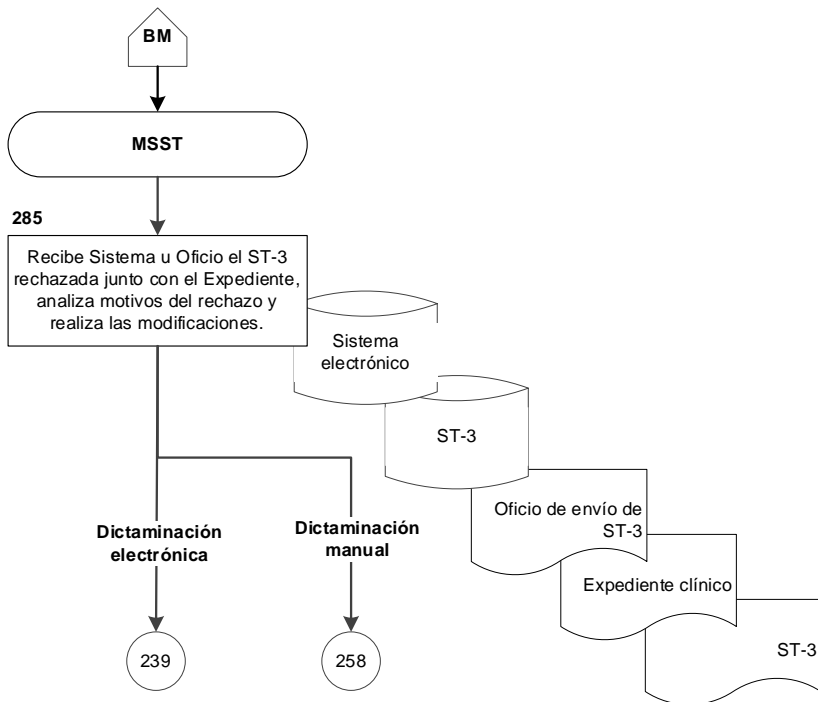 BM
MSST
285
Recibe Sistema u Oficio el ST-3
rechazada junto con el Expediente,
analiza motivos del rechazo y
realiza las modificaciones.
Sistema
electrónico
ST-3
Oficio de envío de
ST-3
Expediente clínico
ST-3
Dictaminación
electrónica
Dictaminación
manual
239
258